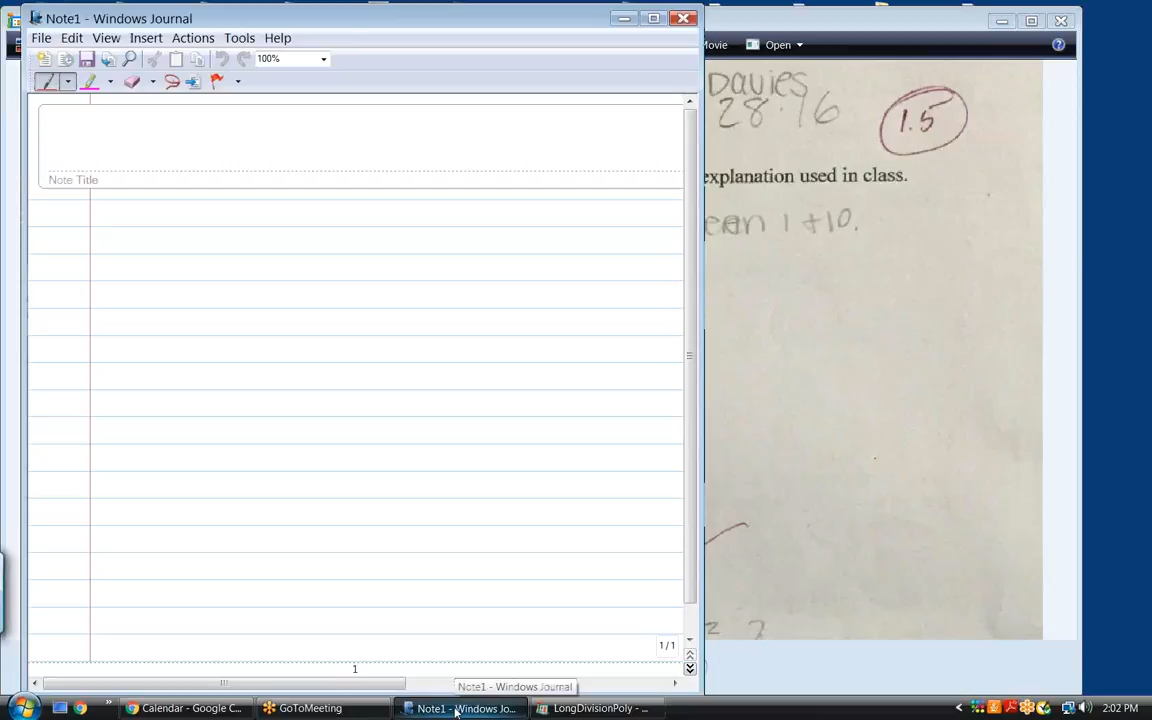 Note1 - Windows Journal
File Edit View Insert Actions Tools Help
Movie Open
100%
Davies
28·16
1.5
explanation used in class.
1 + 10.
Note Title
1/1
1
Note1 - Windows Journal
Calendar - Google C...
GoToMeeting
Note1 - Windows Jo...
LongDivisionPoly - ...
2:02 PM